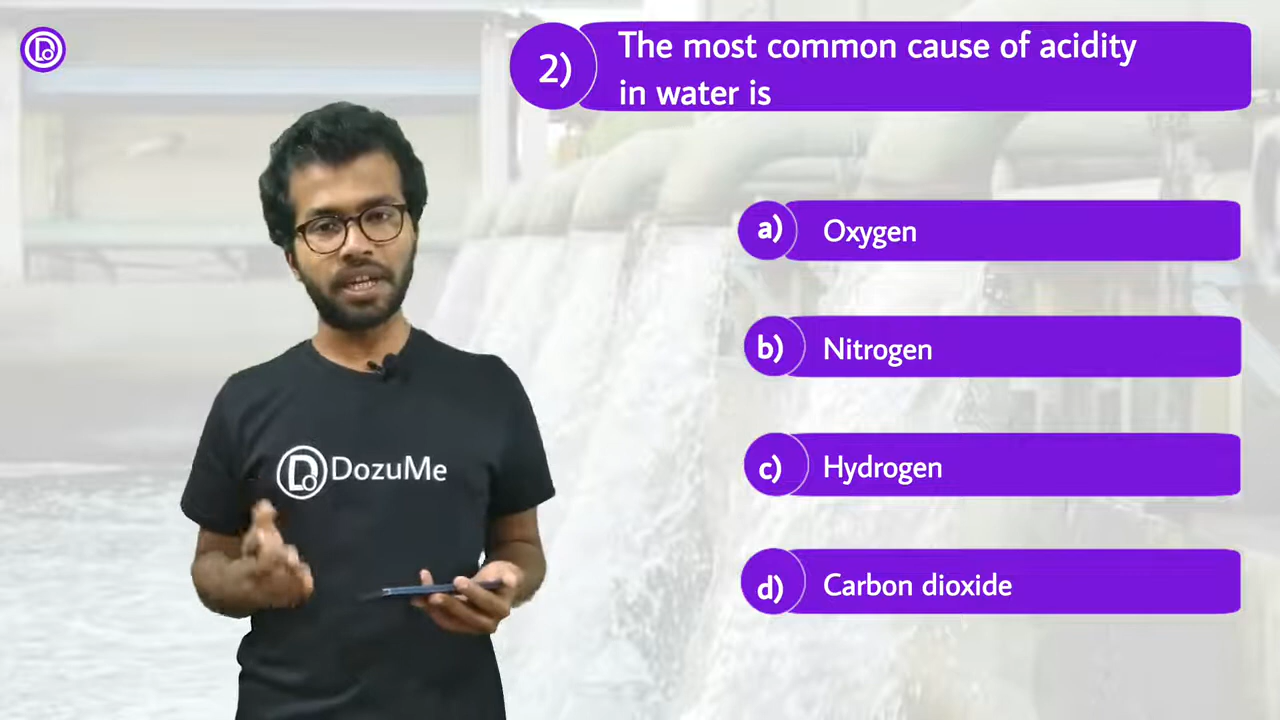 2)
The most common cause of acidity
in water is
a) Oxygen
b) Nitrogen
c) Hydrogen
d) Carbon dioxide
DozuMe